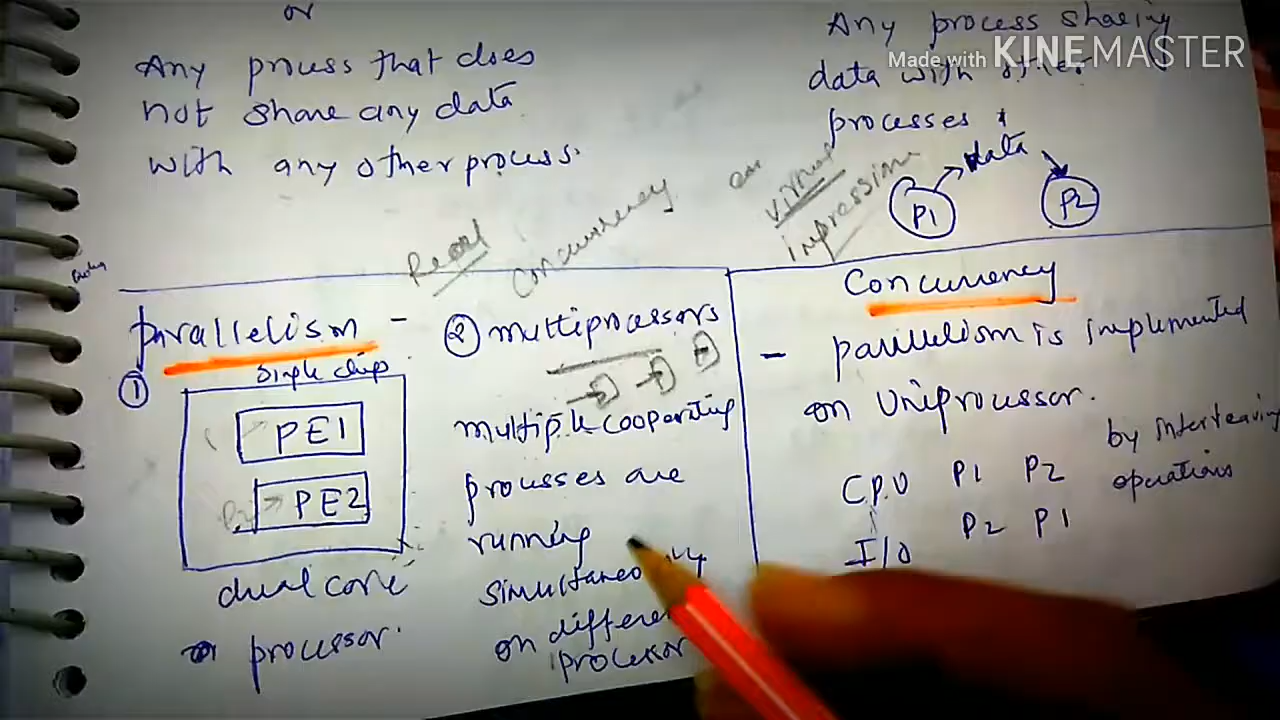 or
Any process that does
not share any data
with any other process.
Any process sharing
data with other
processes
data
P1
P2
Made with KINEMASTER
Real concurrency
or
virtual
impression
parallelism -
①
Single chip
PE1
PE2
dual core
processor.
② multiprocessors
multiple cooperating
processes are
running
simultaneously
on different
processor
Concurrency
- parallelism is implemented
on Uniprocessor.
by interleaving
operations
CPU P1 P2
I/O P2 P1